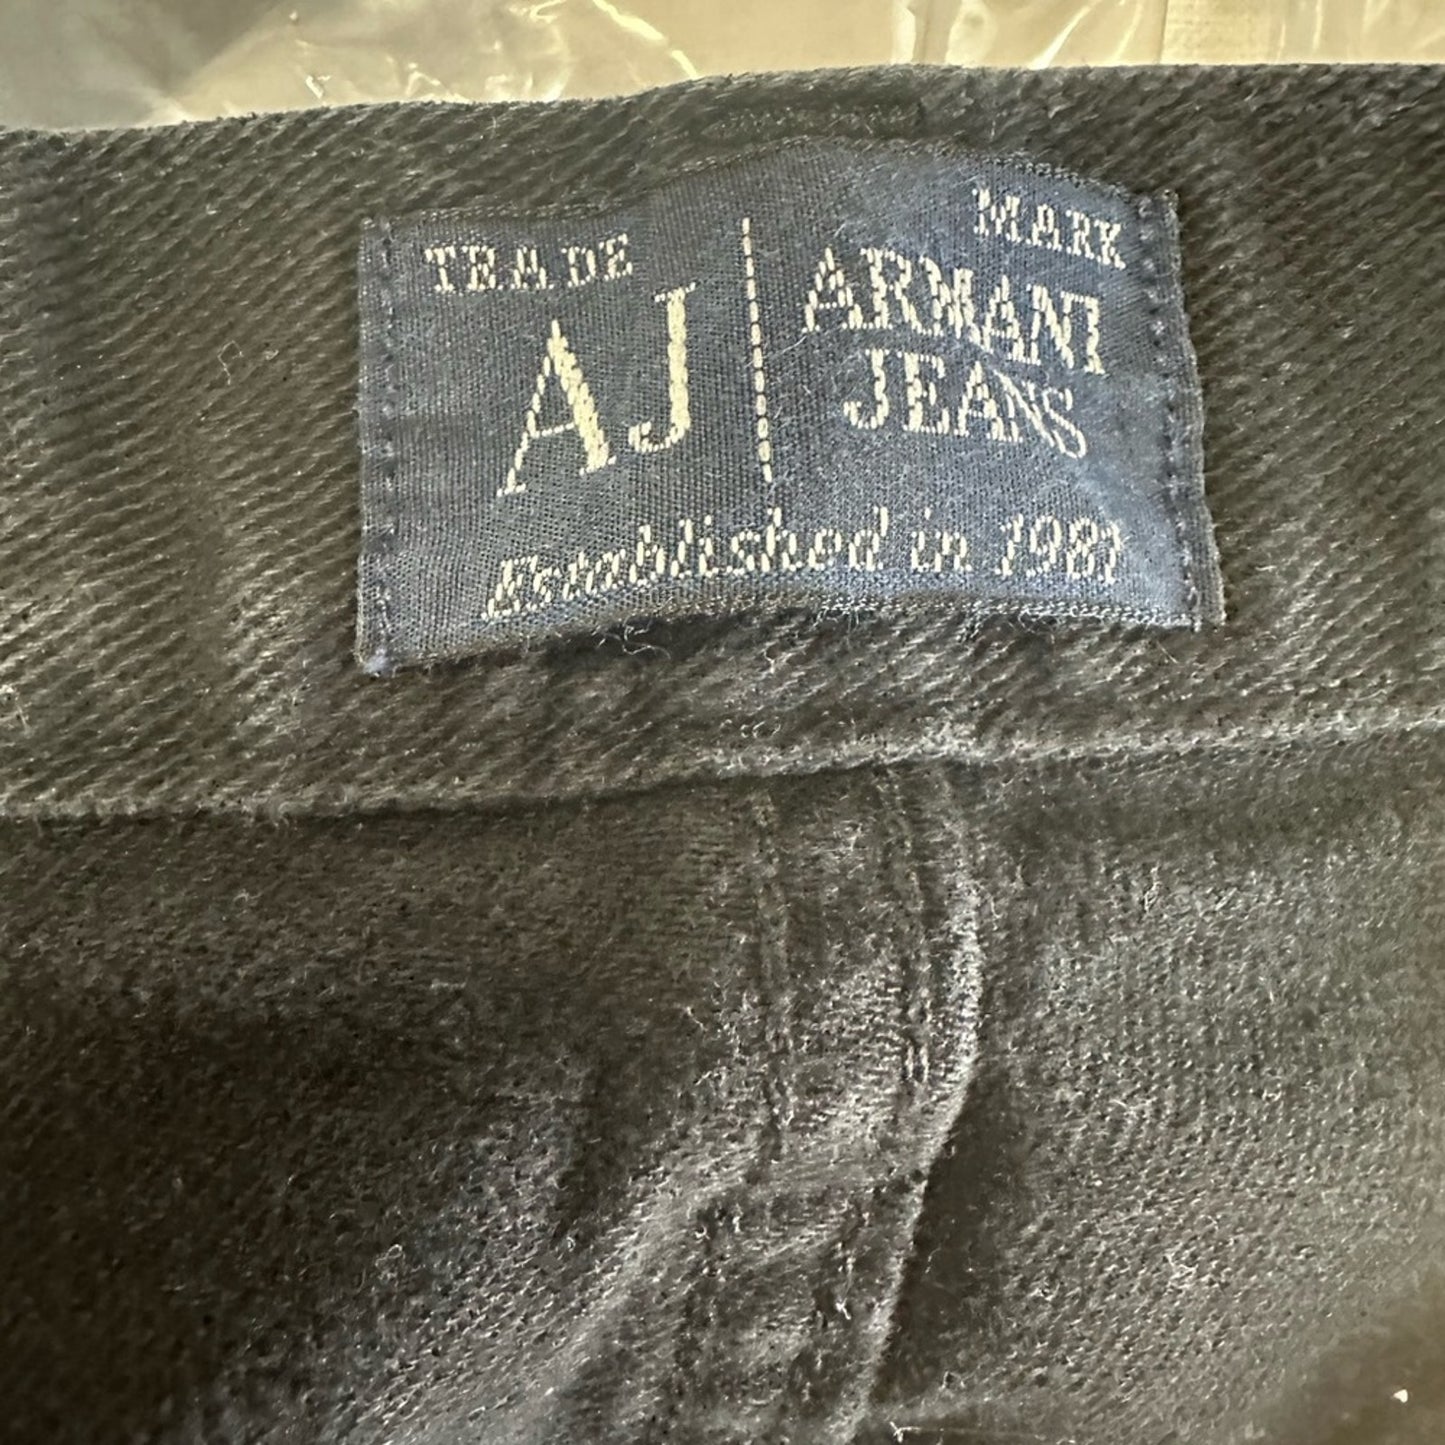 TRADE MARK
AJ
ARMANI
JEANS
Established in 1981